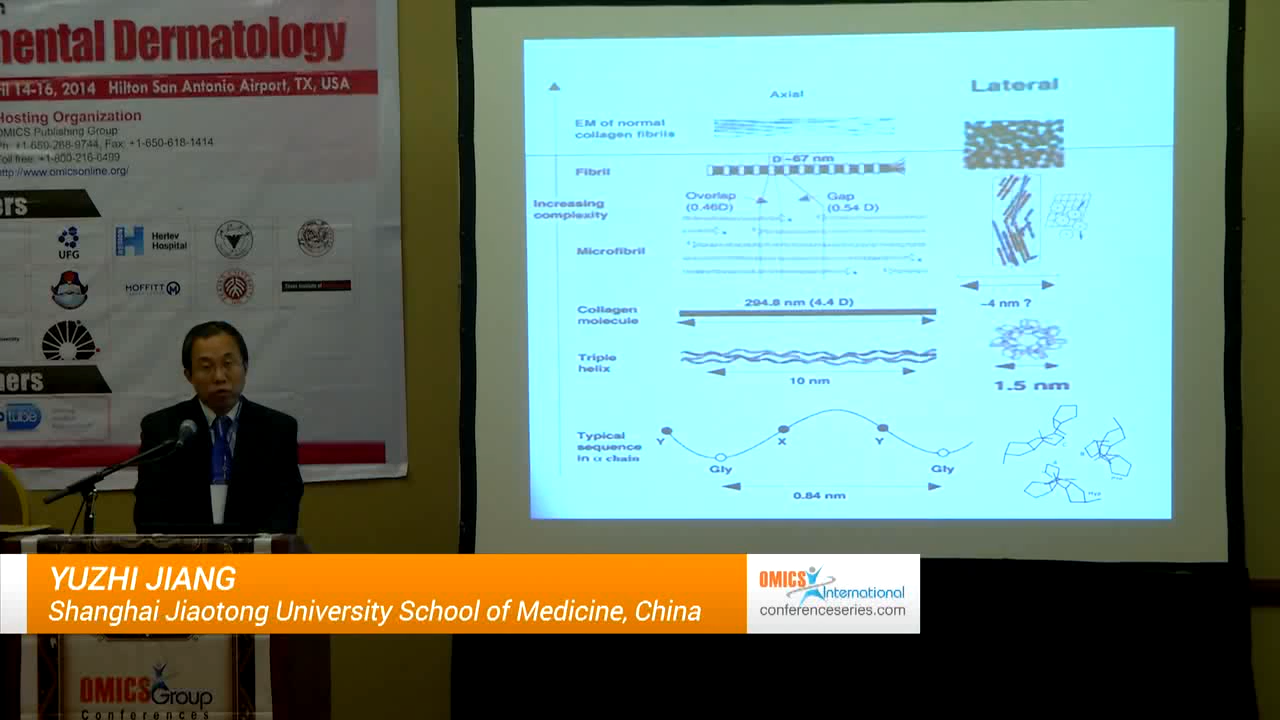 mental Dermatology
14-16, 2014 Hilton San Antonio Airport, TX, USA
Hosting Organization
OMICS Publishing Group
Ph: +1-650-268-9744, Fax: +1-650-618-1414
Toll free: +1-800-216-6499
http://www.omicsonline.org/
UFG
Herlev
Hospital
MOFFITT
tube
Axial
Lateral
EM of normal
collagen fibrils
D ~67 nm
Fibril
Overlap
(0.46D)
Gap
(0.54 D)
Increasing
complexity
Microfibril
~4 nm ?
294.8 nm (4.4 D)
Collagen
molecule
Triple
helix
10 nm
1.5 nm
Typical
sequence
in α chain
Y
Gly
X
Y
Gly
0.84 nm
YUZHI JIANG
Shanghai Jiaotong University School of Medicine, China
OMICS International
conferenceseries.com
OMICS Group
Conferences